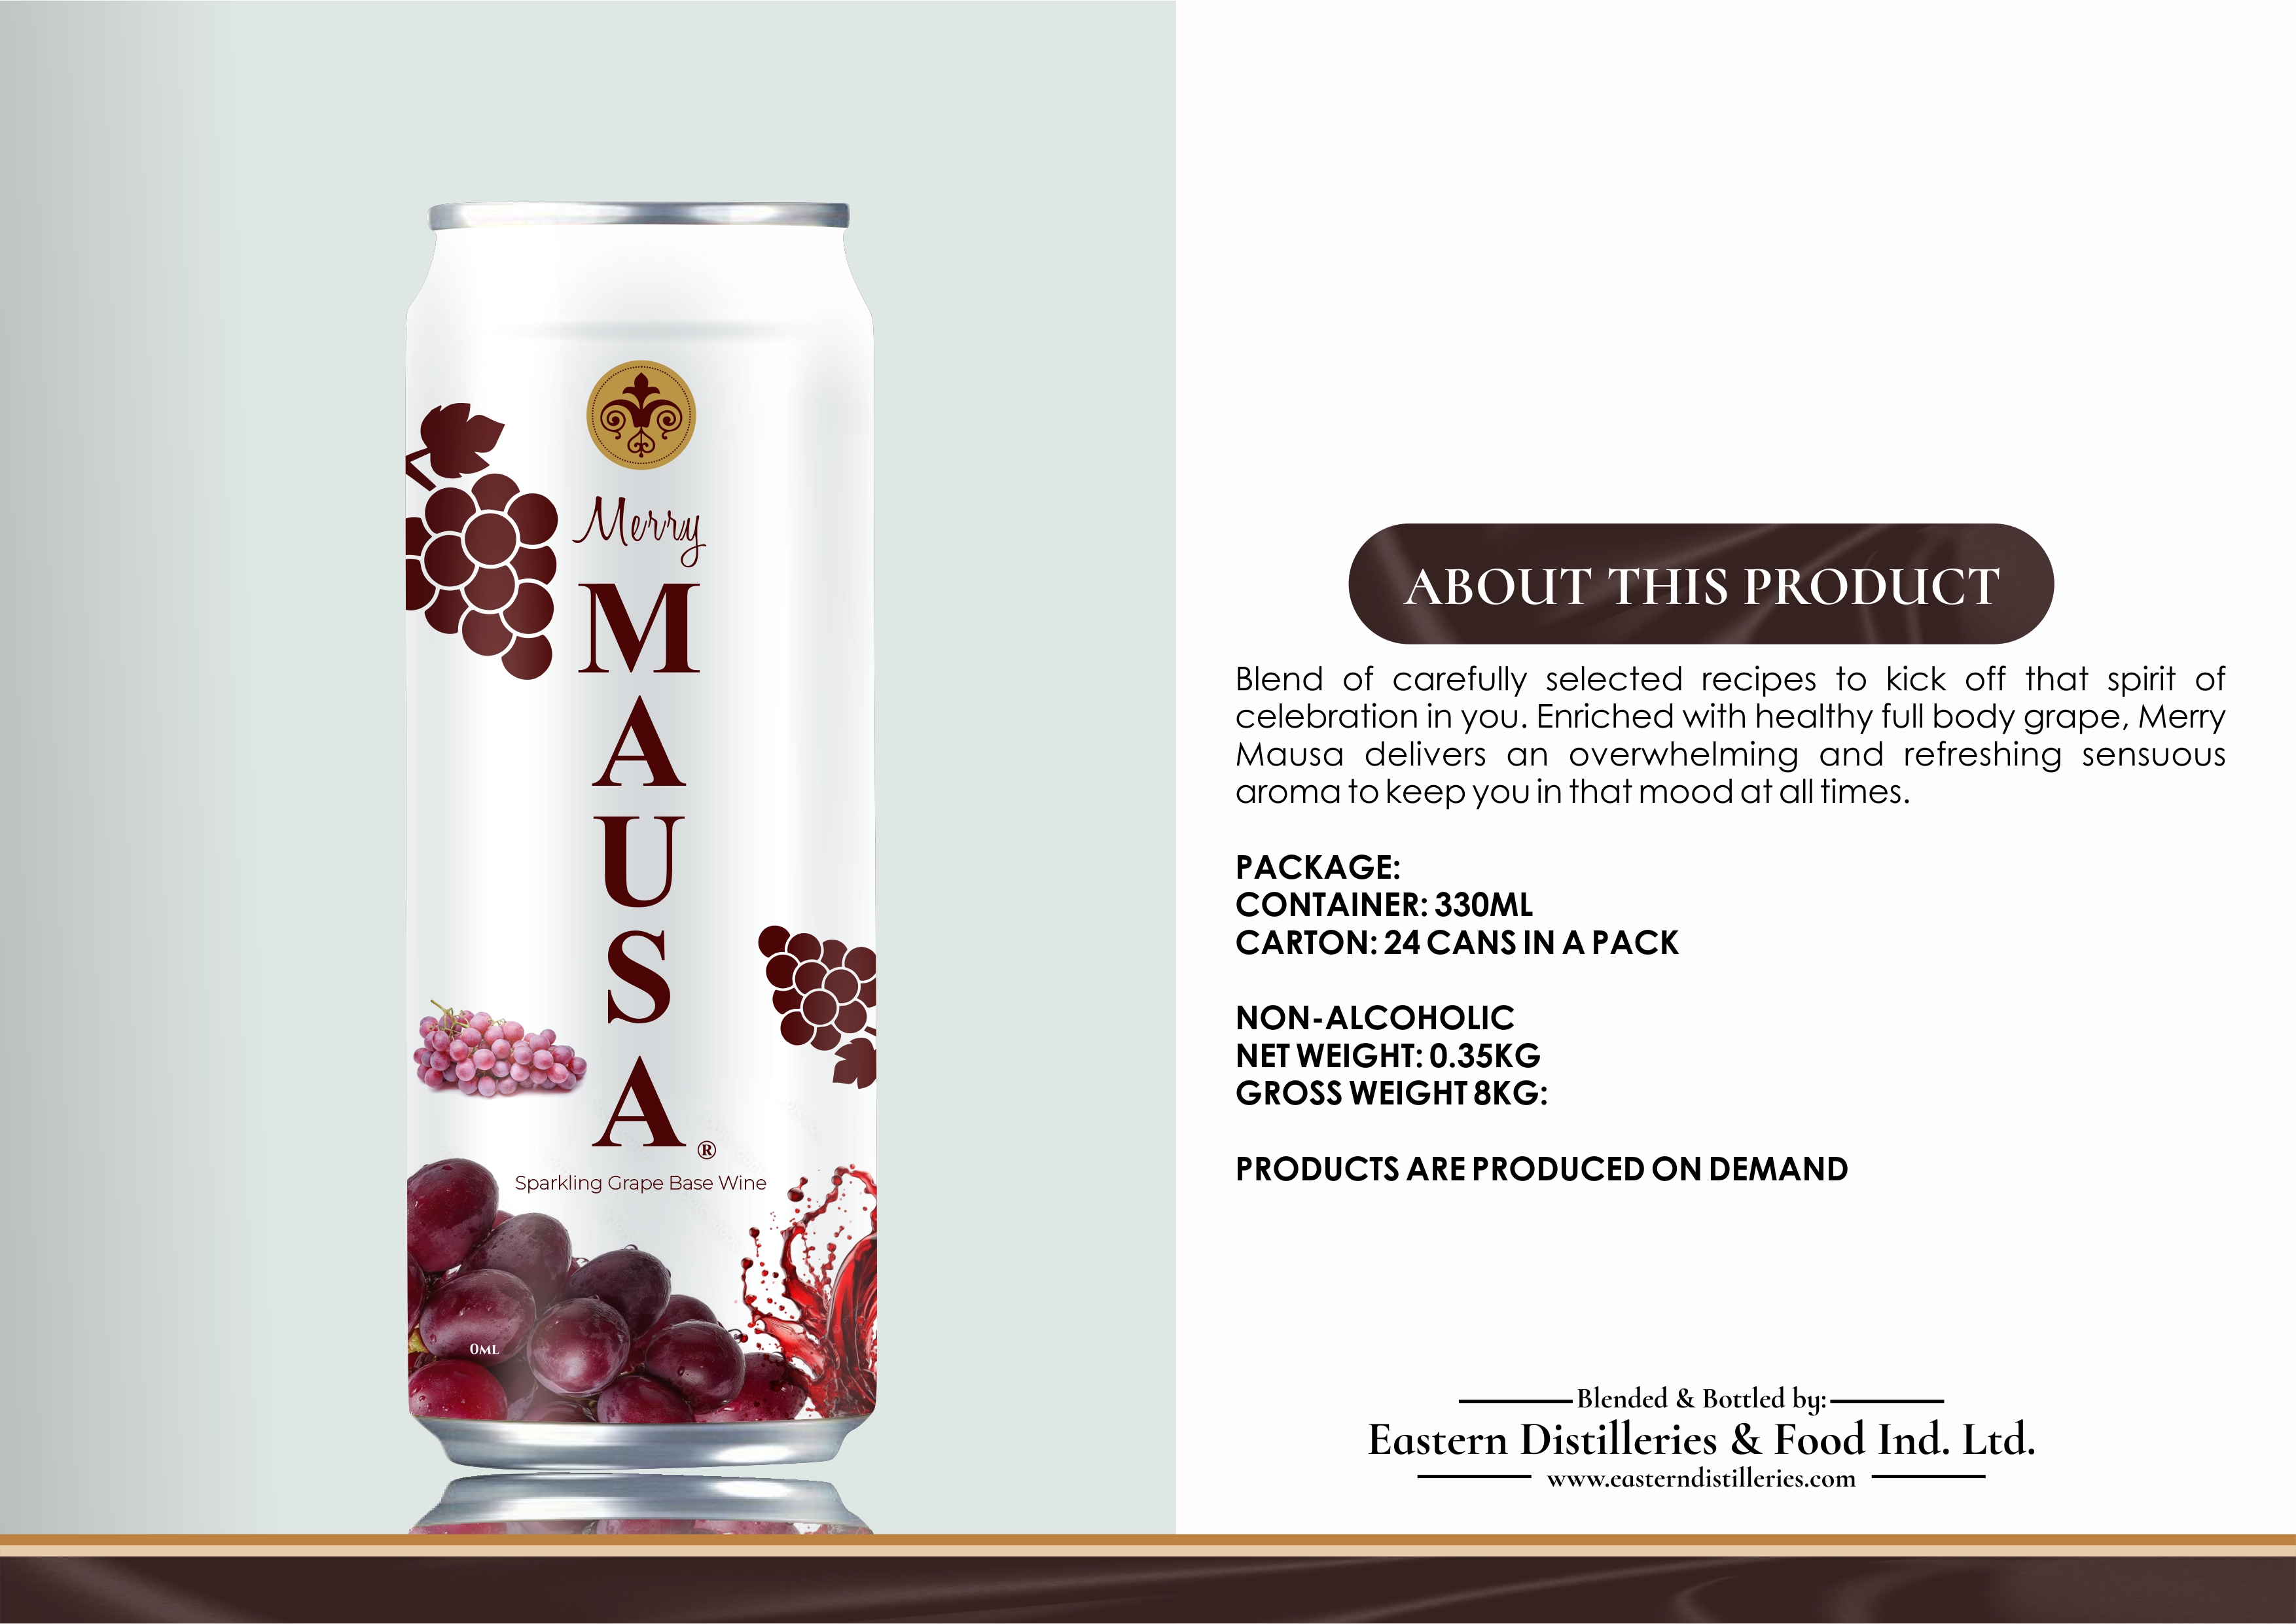 Merry
MAUSA®
Sparkling Grape Base Wine
0ML
ABOUT THIS PRODUCT
Blend of carefully selected recipes to kick off that spirit of
celebration in you. Enriched with healthy full body grape, Merry
Mausa delivers an overwhelming and refreshing sensuous
aroma to keep you in that mood at all times.
PACKAGE:
CONTAINER: 330ML
CARTON: 24 CANS IN A PACK
NON-ALCOHOLIC
NET WEIGHT: 0.35KG
GROSS WEIGHT 8KG:
PRODUCTS ARE PRODUCED ON DEMAND
Blended & Bottled by:
Eastern Distilleries & Food Ind. Ltd.
www.easterndistilleries.com